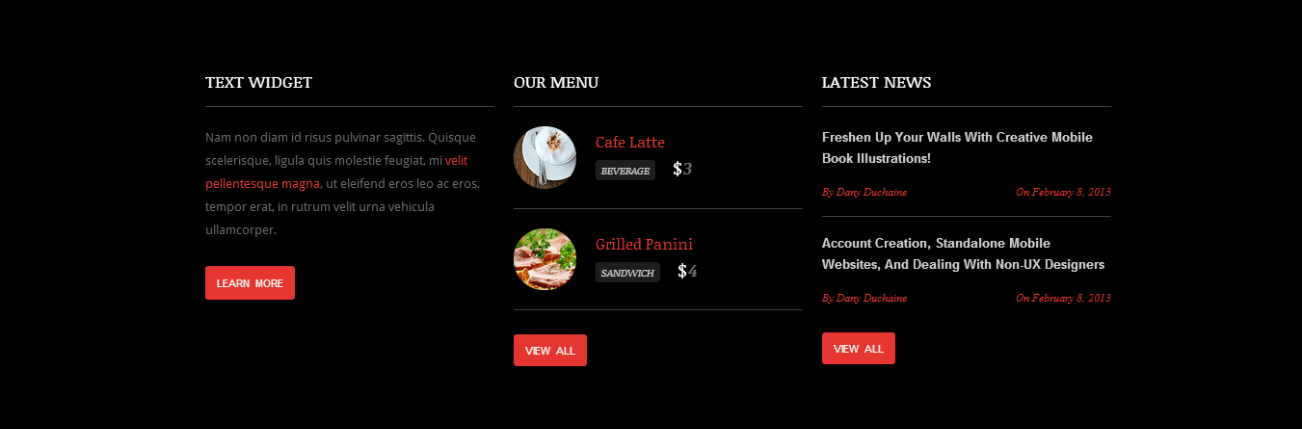 TEXT WIDGET
Nam non diam id risus pulvinar sagittis. Quisque
scelerisque, ligula quis molestie feugiat, mi velit
pellentesque magna, ut eleifend eros leo ac eros.
tempor erat, in rutrum velit urna vehicula
ullamcorper.
LEARN MORE
OUR MENU
Cafe Latte
BEVERAGE $3
Grilled Panini
SANDWICH $4
VIEW ALL
LATEST NEWS
Freshen Up Your Walls With Creative Mobile
Book Illustrations!
By Dany Duchaine On February 8, 2013
Account Creation, Standalone Mobile
Websites, And Dealing With Non-UX Designers
By Dany Duchaine On February 8, 2013
VIEW ALL